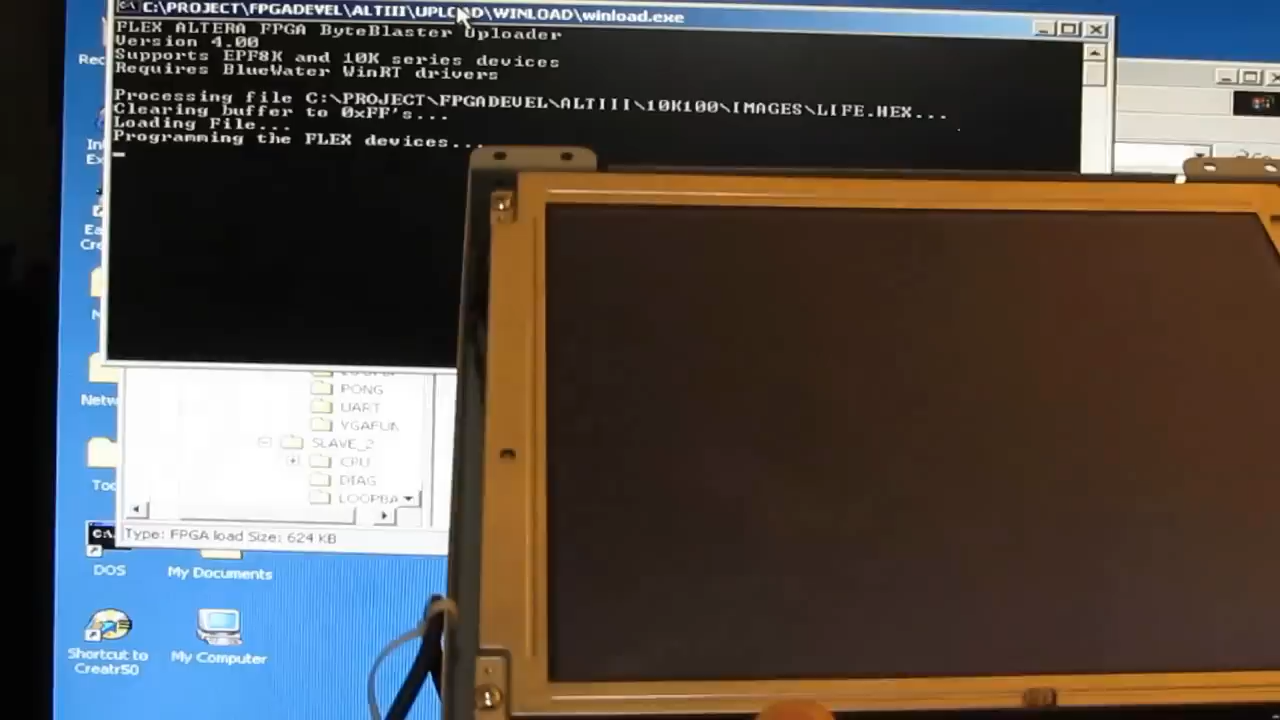 C:\PROJECT\FPGADEVEL\ALTIII\UPLOAD\WINLOAD\winload.exe
FLEX ALTERA FPGA ByteBlaster Uploader
Version 4.00
Supports EPF8K and 10K series devices
Requires BlueWater WinRT drivers
Processing file C:\PROJECT\FPGADEVEL\ALTIII\10K100\IMAGES\LIFE.HEX...
Clearing buffer to 0xFF's...
Loading File...
Programming the FLEX devices...
Rec
PONG
UART
VGAFUN
SLAVE_2
CPU
DIAG
LOOPBA
Netw
Type: FPGA load Size: 624 KB
C:\
DOS
My Documents
Shortcut to
Creatr50
My Computer